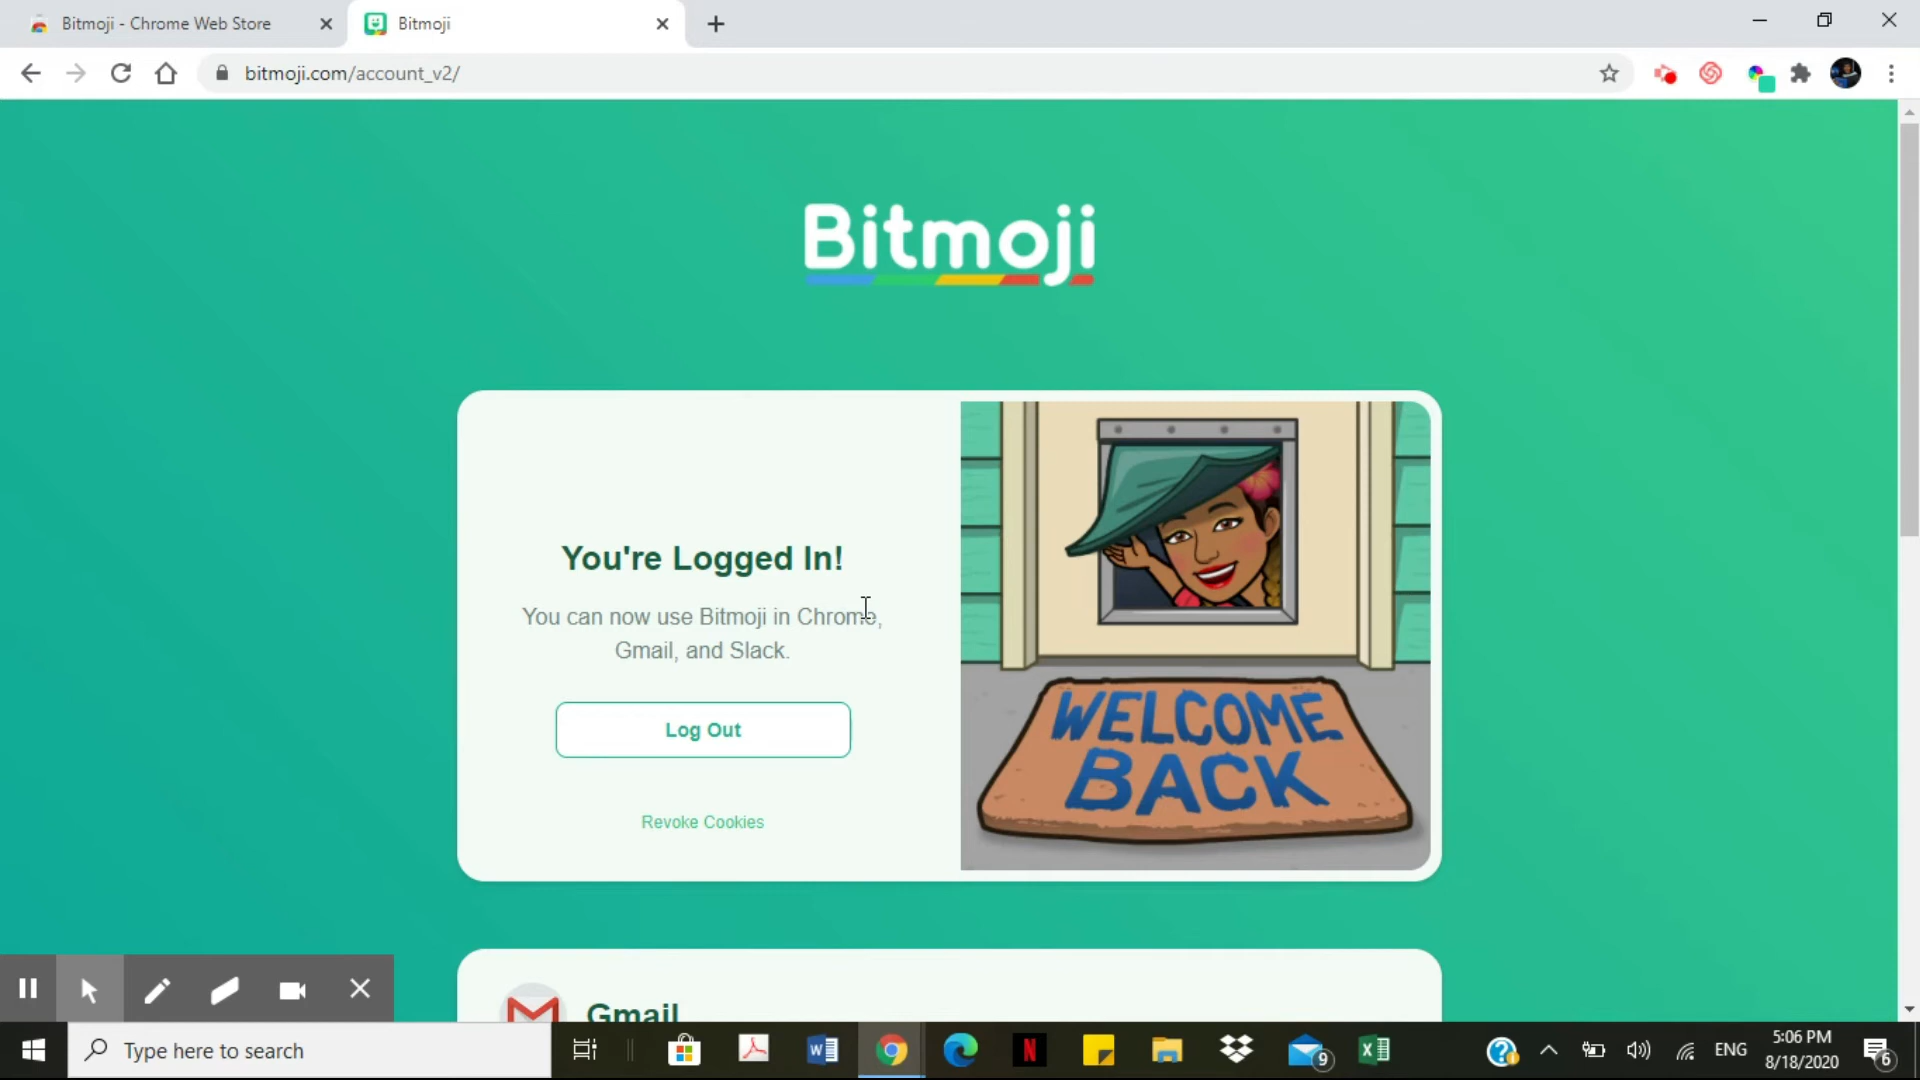 Bitmoji - Chrome Web Store
Bitmoji
bitmoji.com/account_v2/
Bitmoji
You're Logged In!
You can now use Bitmoji in Chrome,
Gmail, and Slack.
Log Out
Revoke Cookies
WELCOME
BACK
Gmail
Type here to search
9
ENG
5:06 PM
8/18/2020
6